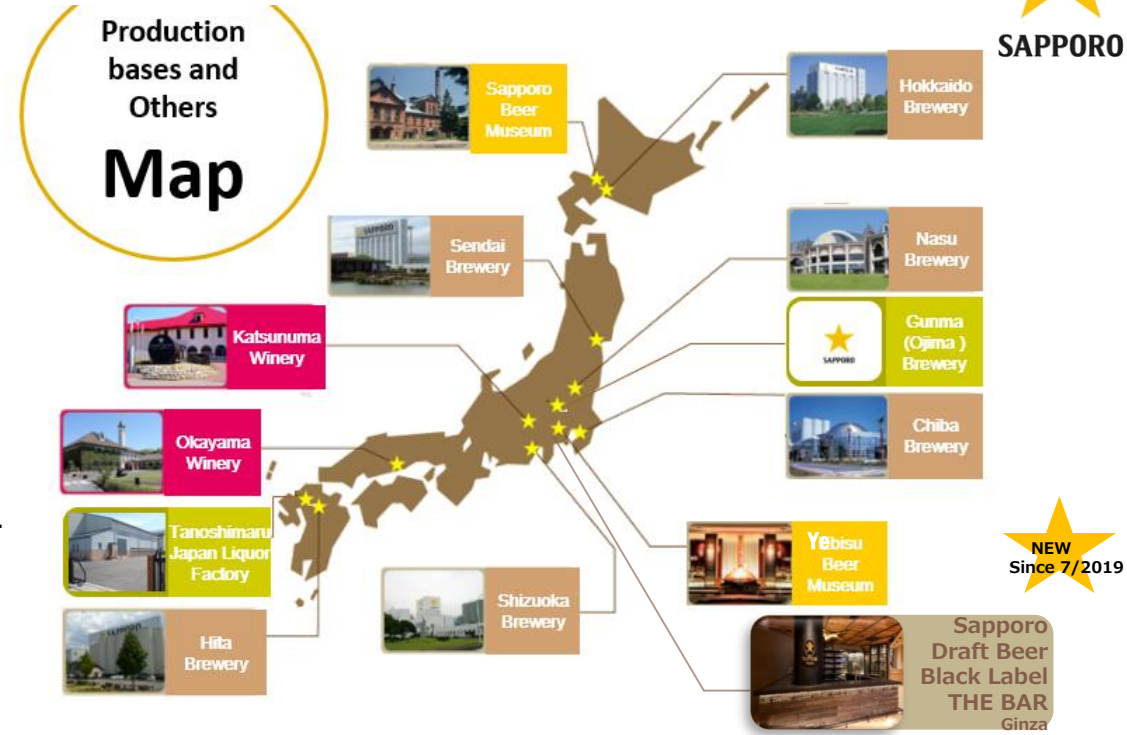 Production
bases and
Others
Map
SAPPORO
Sapporo
Beer
Museum
Hokkaido
Brewery
SAPPORO
Sendai
Brewery
Nasu
Brewery
Katsunuma
Winery
SAPPORO
Gunma
(Ojima )
Brewery
Okayama
Winery
Chiba
Brewery
Tanoshimaru
Japan Liquor
Factory
Yebisu
Beer
Museum
NEW
Since 7/2019
Shizuoka
Brewery
SAPPORO
Hita
Brewery
Sapporo
Draft Beer
Black Label
THE BAR
Ginza